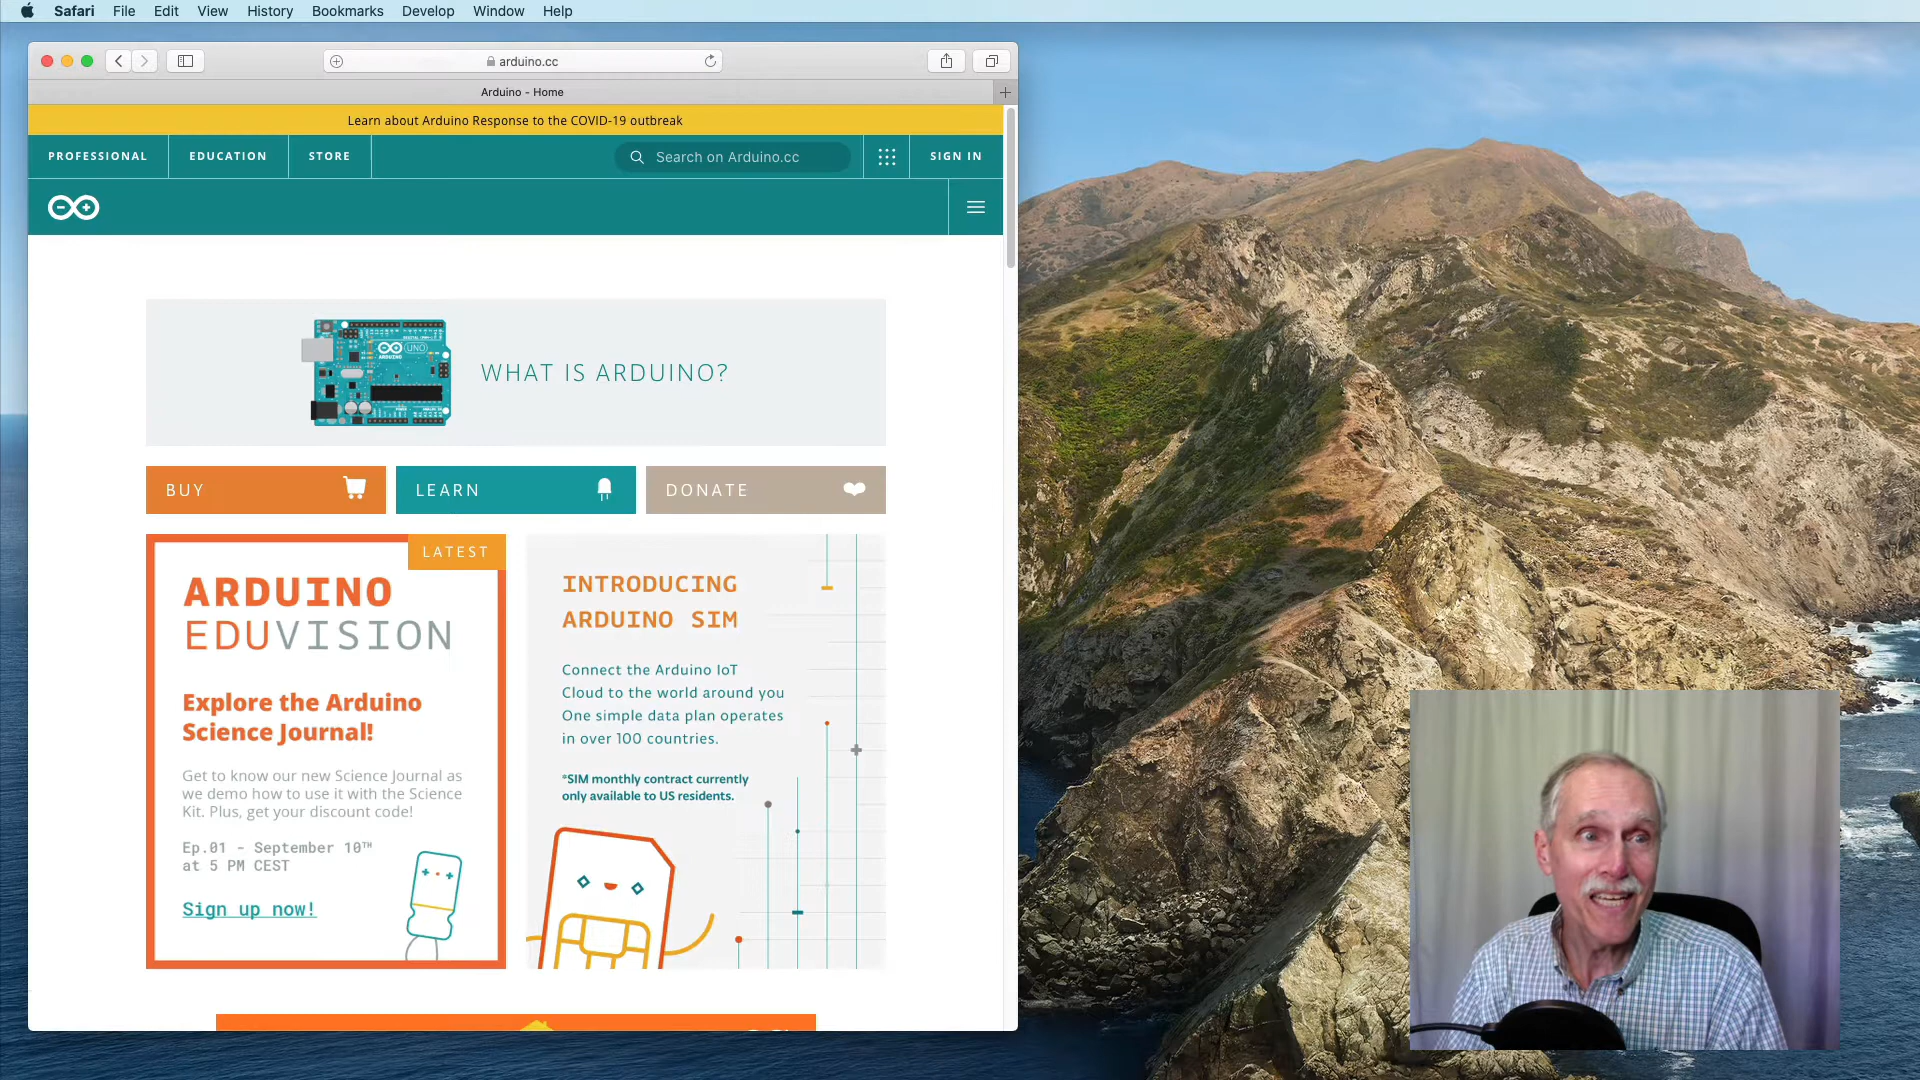 Safari File Edit View History Bookmarks Develop Window Help
arduino.cc
Arduino - Home
Learn about Arduino Response to the COVID-19 outbreak
PROFESSIONAL EDUCATION STORE Search on Arduino.cc SIGN IN
WHAT IS ARDUINO?
UNO
ARDUINO
BUY LEARN DONATE
LATEST
ARDUINO
EDUVISION
Explore the Arduino
Science Journal!
Get to know our new Science Journal as
we demo how to use it with the Science
Kit. Plus, get your discount code!
Ep.01 - September 10TH
at 5 PM CEST
Sign up now!
INTRODUCING
ARDUINO SIM
Connect the Arduino IoT
Cloud to the world around you
One simple data plan operates
in over 100 countries.
*SIM monthly contract currently
only available to US residents.